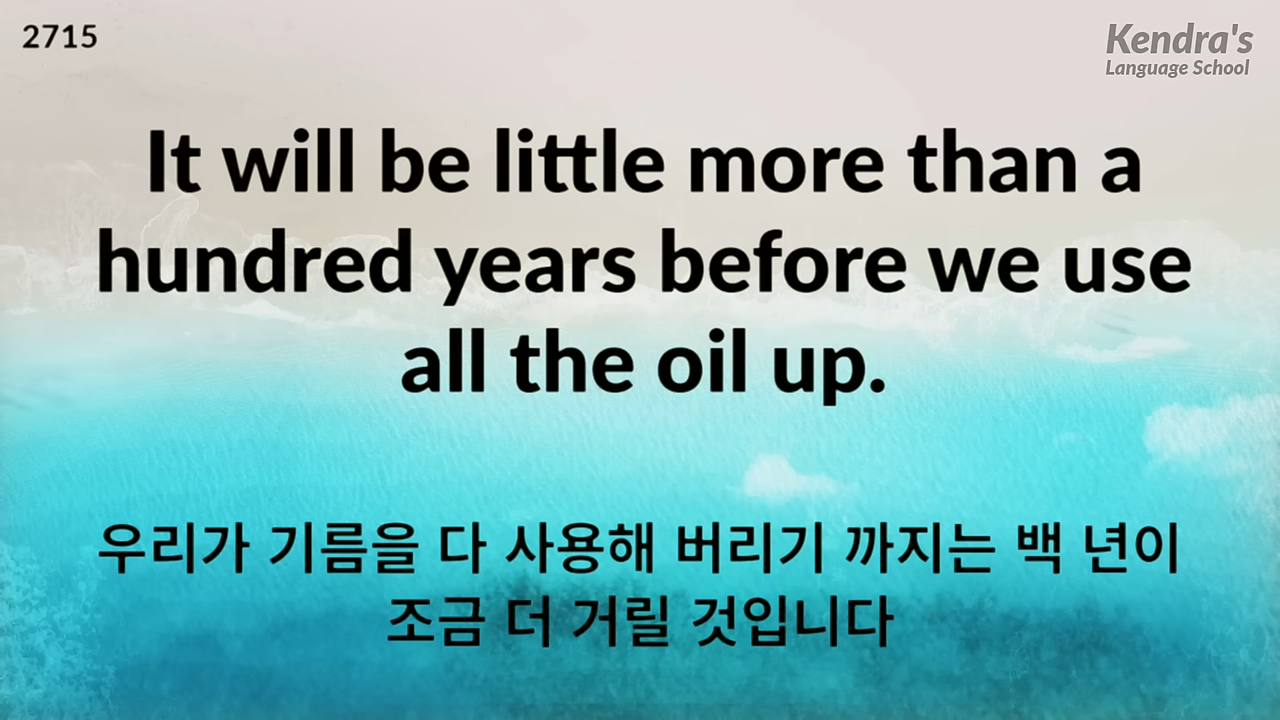 2715
Kendra's
Language School
It will be little more than a
hundred years before we use
all the oil up.
우리가 기름을 다 사용해 버리기 까지는 백 년이
조금 더 거릴 것입니다